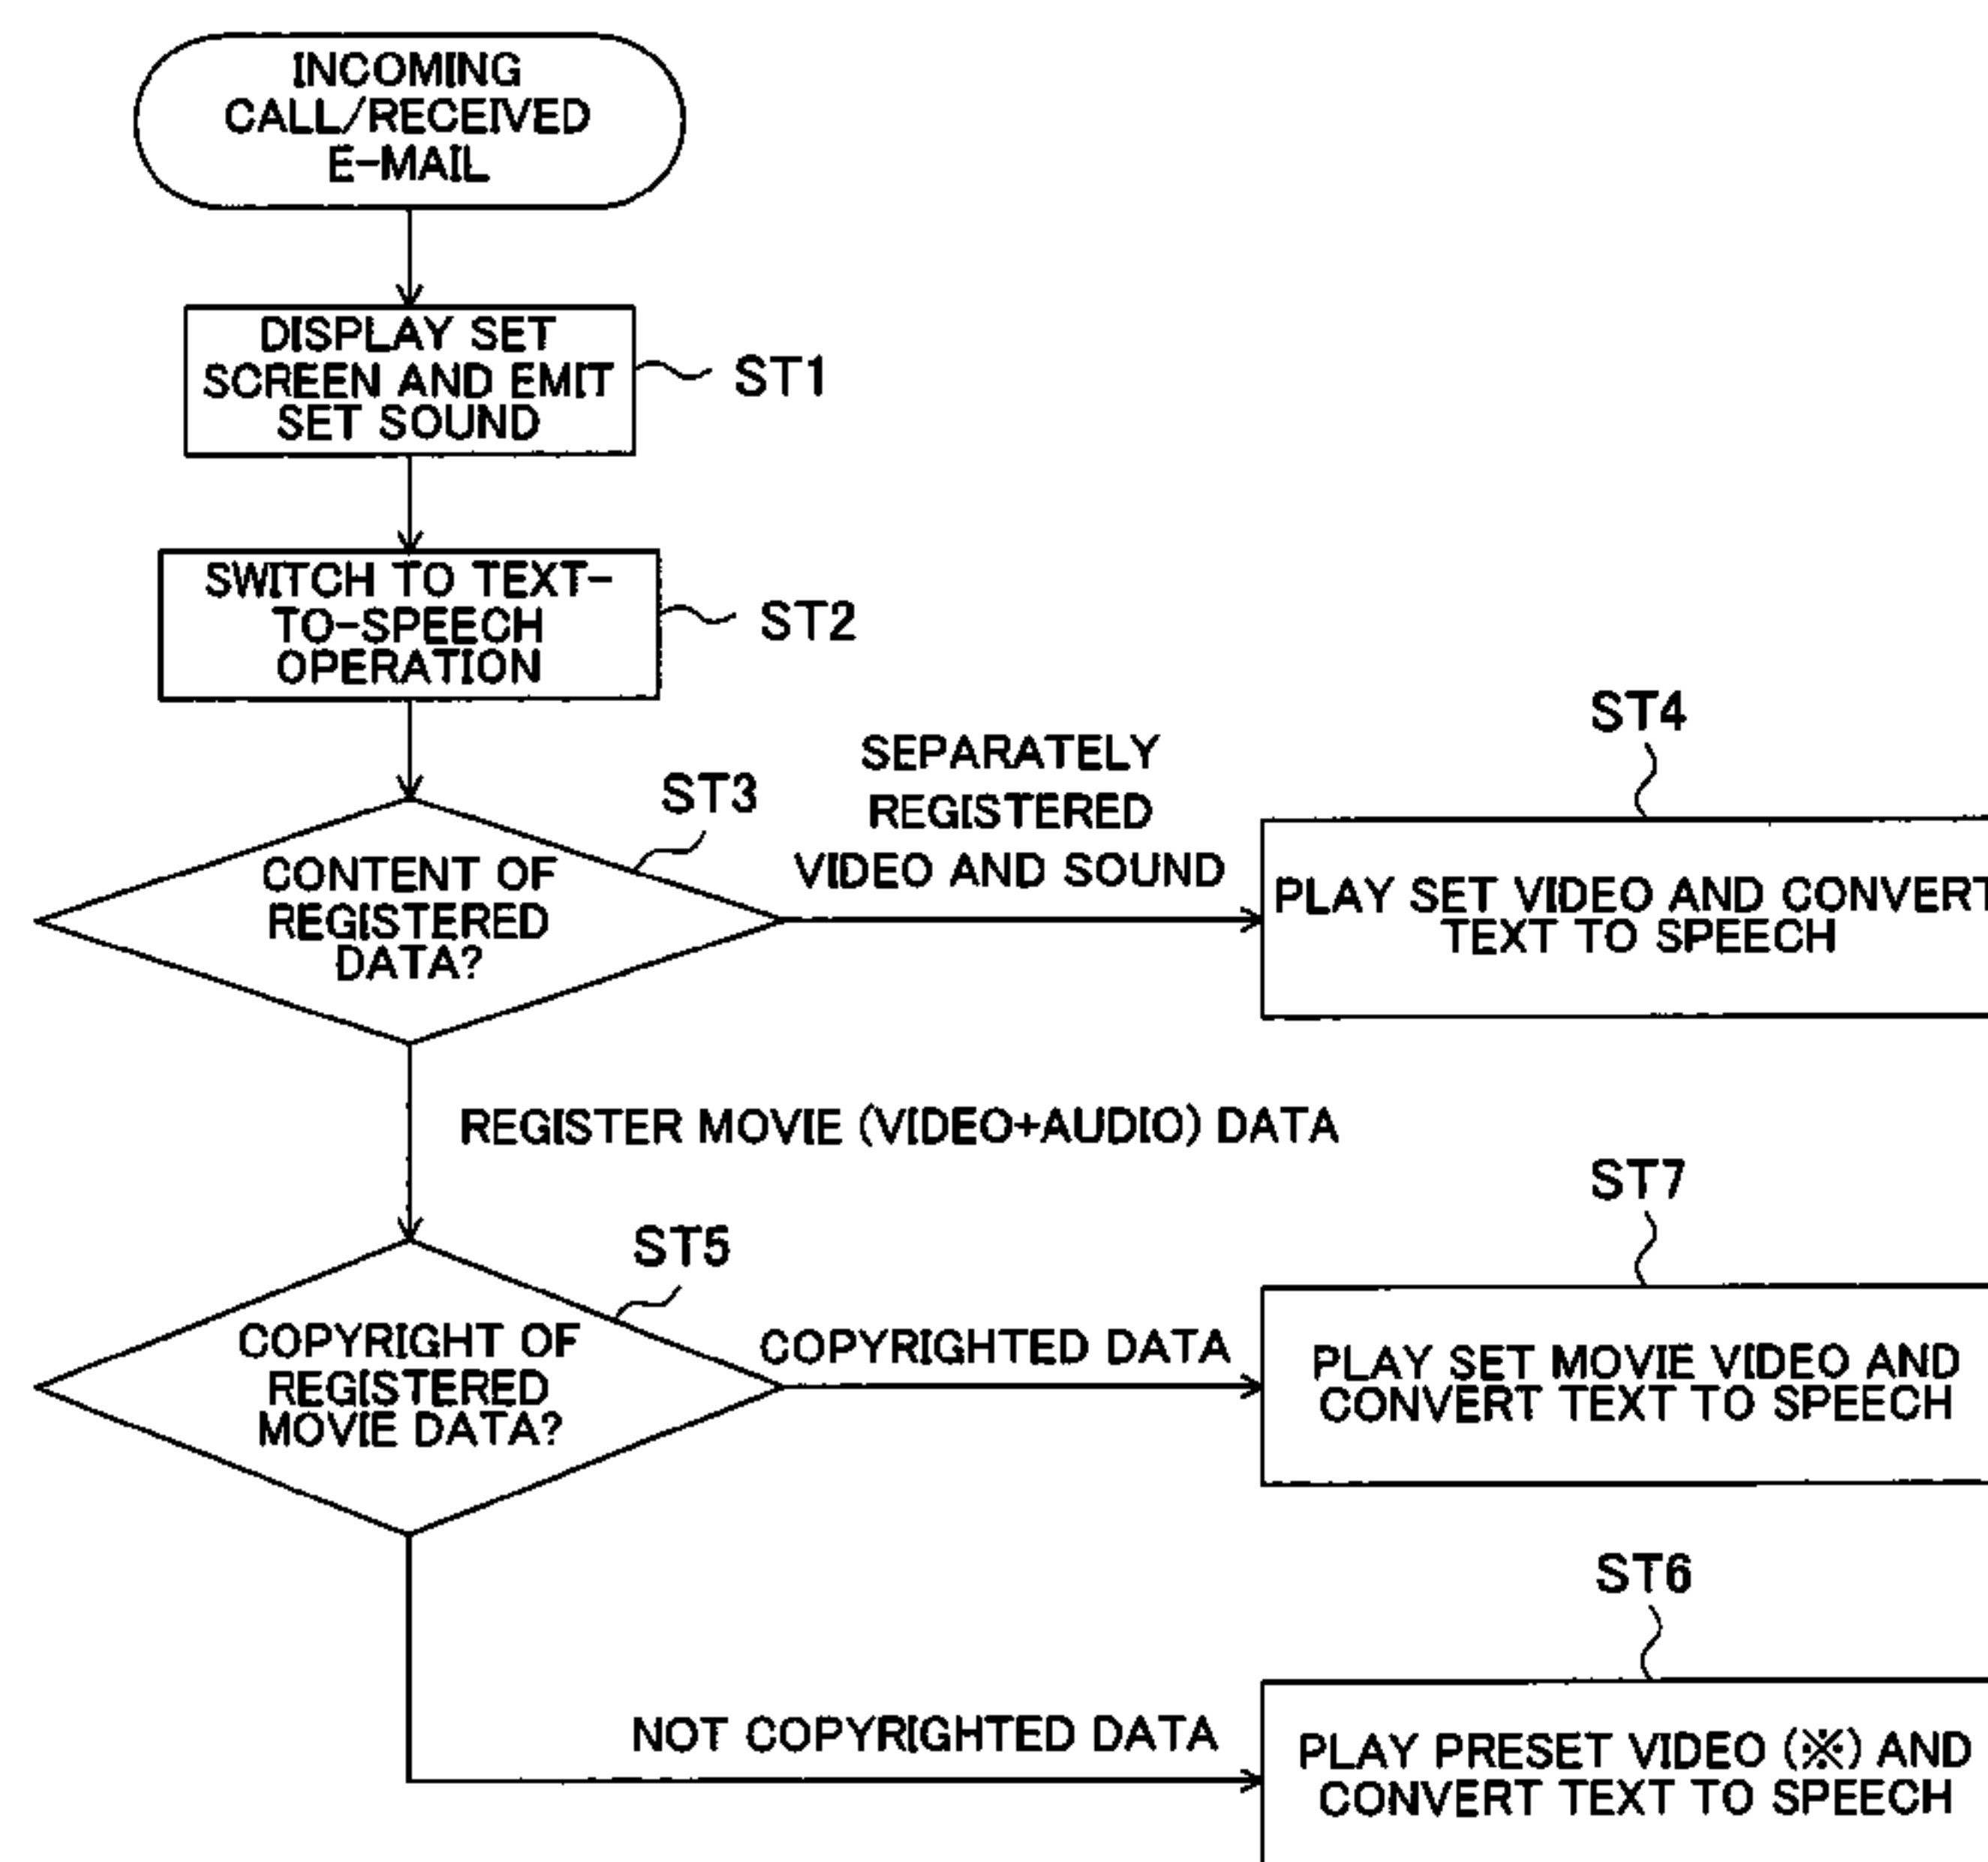 INCOMING
CALL/RECEIVED
E-MAIL
DISPLAY SET
SCREEN AND EMIT
SET SOUND
ST1
SWITCH TO TEXT-
TO-SPEECH
OPERATION
ST2
ST3
CONTENT OF
REGISTERED
DATA?
SEPARATELY
REGISTERED
VIDEO AND SOUND
ST4
PLAY SET VIDEO AND CONVERT
TEXT TO SPEECH
REGISTER MOVIE (VIDEO+AUDIO) DATA
ST5
COPYRIGHT OF
REGISTERED
MOVIE DATA?
COPYRIGHTED DATA
ST7
PLAY SET MOVIE VIDEO AND
CONVERT TEXT TO SPEECH
NOT COPYRIGHTED DATA
ST6
PLAY PRESET VIDEO (※) AND
CONVERT TEXT TO SPEECH